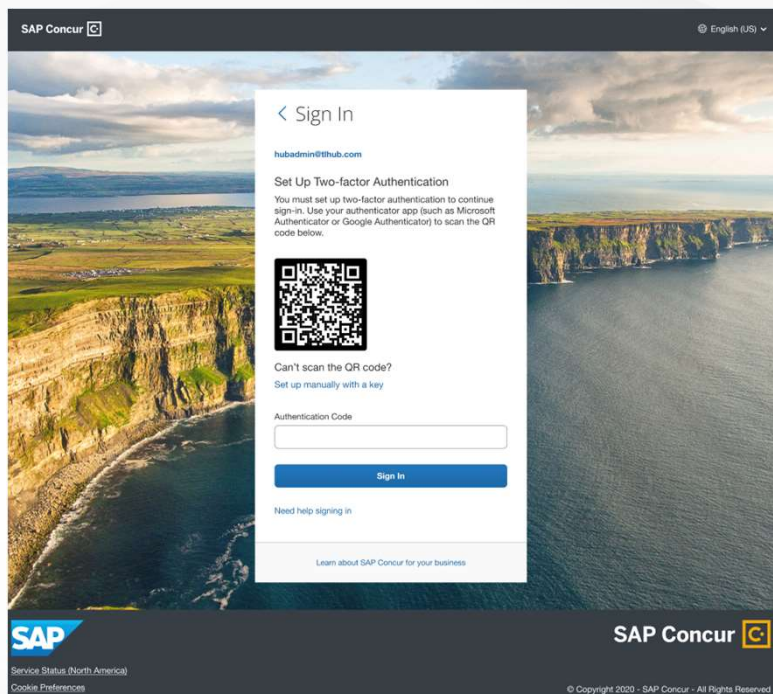 SAP Concur C
English (US)
Sign In
hubadmin@tlhub.com
Set Up Two-factor Authentication
You must set up two-factor authentication to continue
sign-in. Use your authenticator app (such as Microsoft
Authenticator or Google Authenticator) to scan the QR
code below.
Can't scan the QR code?
Set up manually with a key
Authentication Code
Sign In
Need help signing in
Learn about SAP Concur for your business
SAP
SAP Concur C
Service Status (North America)
Cookie Preferences
© Copyright 2020 - SAP Concur - All Rights Reserved